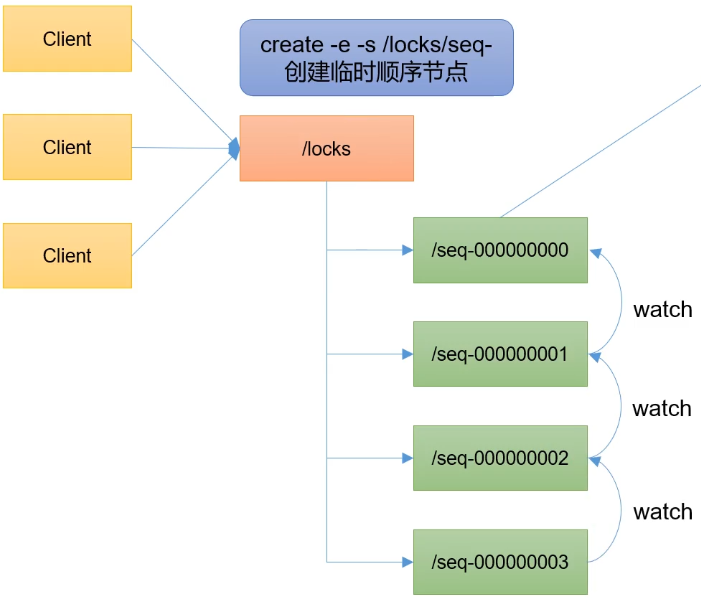 Client
create -e -s /locks/seq-
创建临时顺序节点
Client
/locks
Client
/seq-000000000
watch
/seq-000000001
watch
/seq-000000002
watch
/seq-000000003